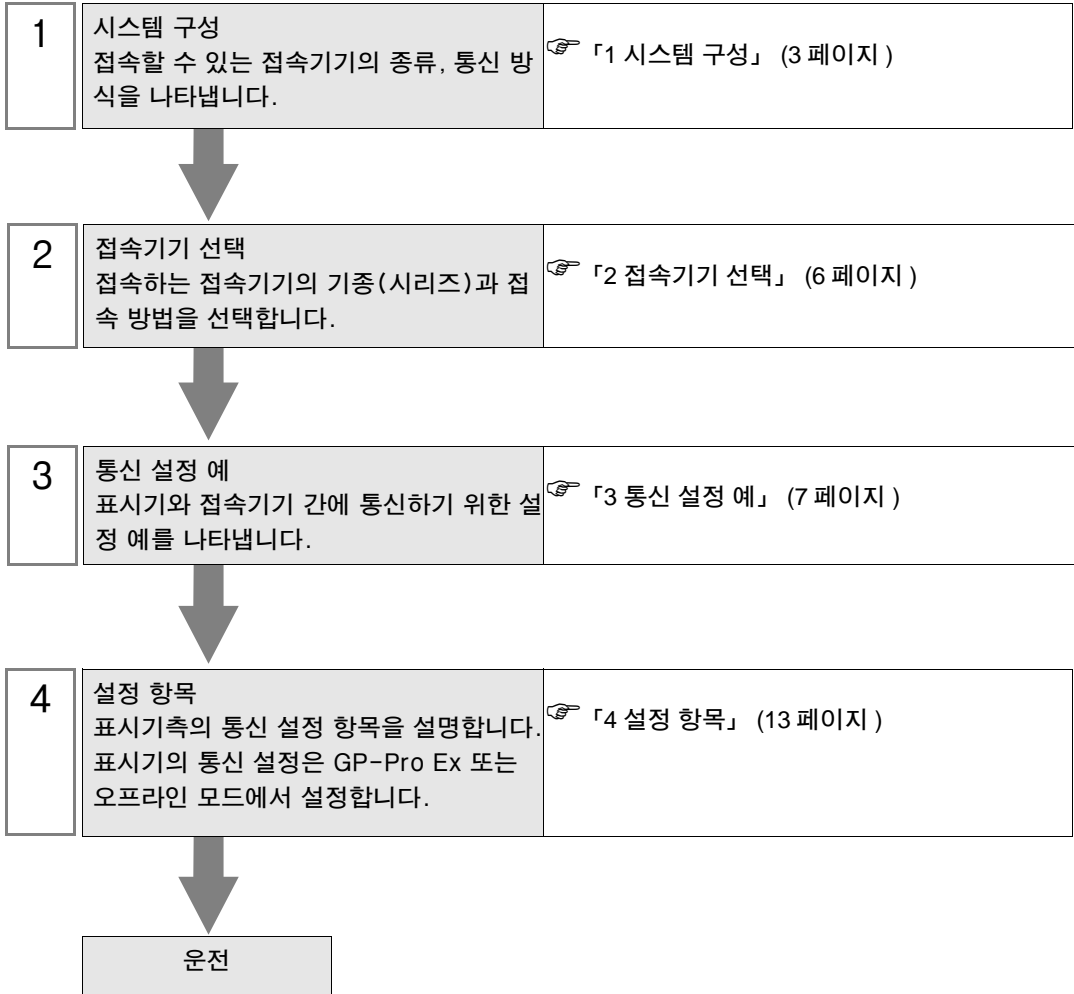 1
시스템 구성
접속할 수 있는 접속기기의 종류, 통신 방
식을 나타냅니다.
☞ 「1 시스템 구성」 (3 페이지 )
2
접속기기 선택
접속하는 접속기기의 기종(시리즈)과 접
속 방법을 선택합니다.
☞ 「2 접속기기 선택」 (6 페이지 )
3
통신 설정 예
표시기와 접속기기 간에 통신하기 위한 설
정 예를 나타냅니다.
☞ 「3 통신 설정 예」 (7 페이지 )
4
설정 항목
표시기측의 통신 설정 항목을 설명합니다.
표시기의 통신 설정은 GP-Pro Ex 또는
오프라인 모드에서 설정합니다.
☞ 「4 설정 항목」 (13 페이지 )
운전